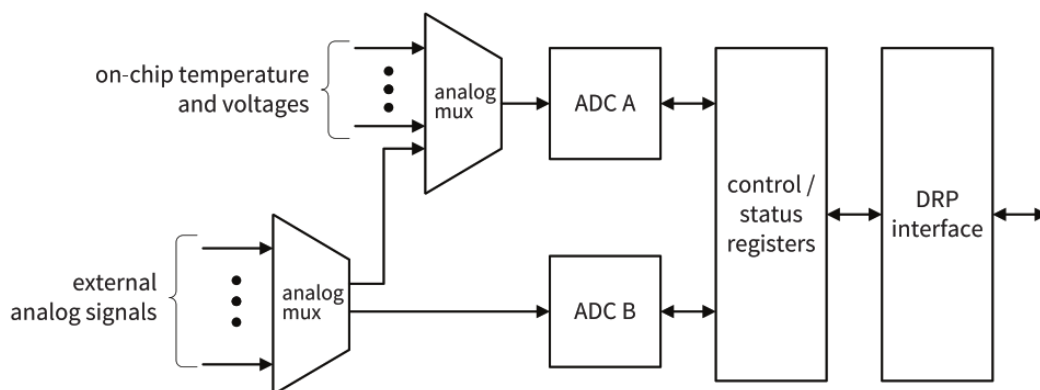 on-chip temperature
and voltages
analog
mux
ADC A
control /
status
registers
DRP
interface
external
analog signals
analog
mux
ADC B